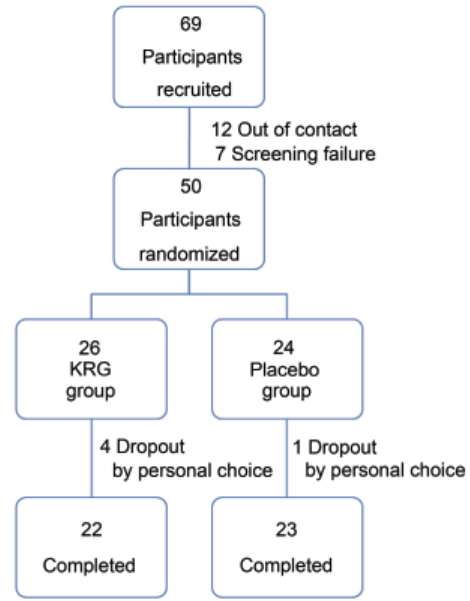 69
Participants
recruited
12 Out of contact
7 Screening failure
50
Participants
randomized
26
KRG
group
24
Placebo
group
4 Dropout
by personal choice
1 Dropout
by personal choice
22
Completed
23
Completed